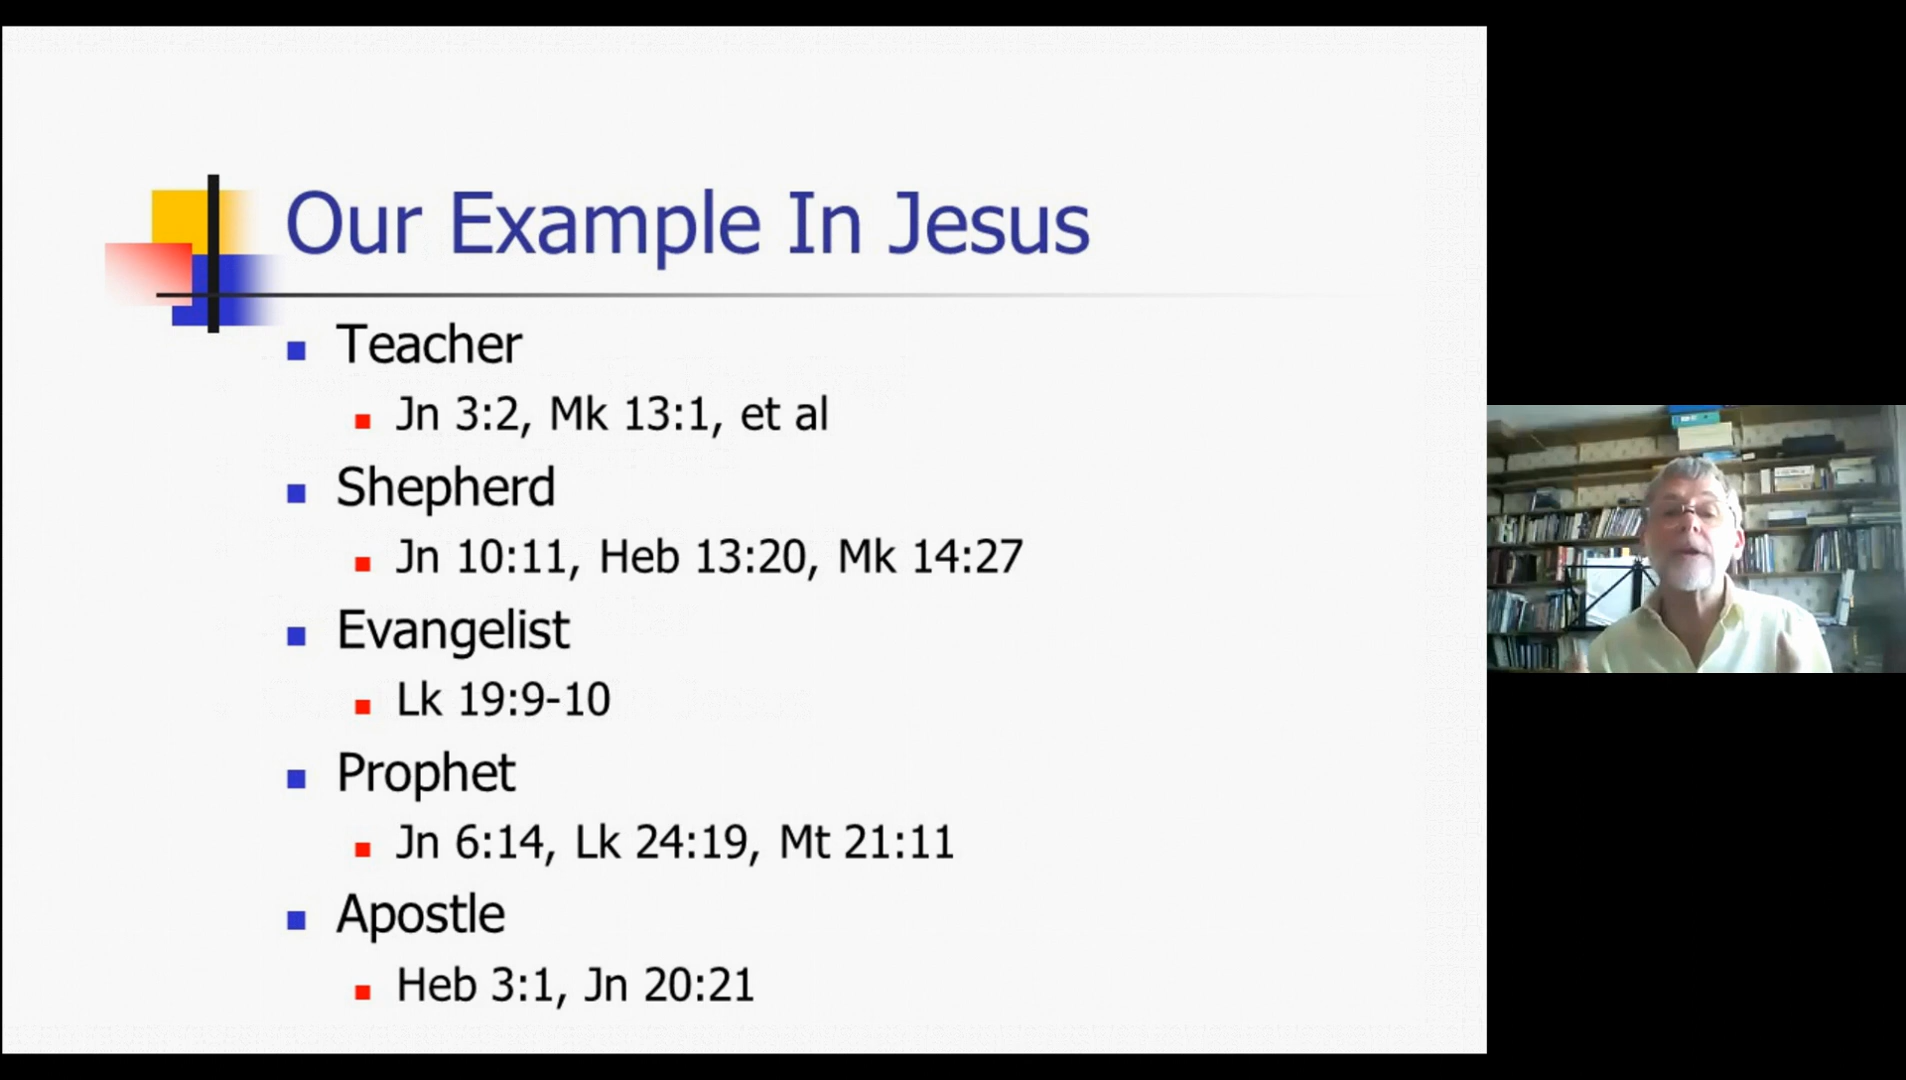 Our Example In Jesus
Teacher
Jn 3:2, Mk 13:1, et al
Shepherd
Jn 10:11, Heb 13:20, Mk 14:27
Evangelist
Lk 19:9-10
Prophet
Jn 6:14, Lk 24:19, Mt 21:11
Apostle
Heb 3:1, Jn 20:21